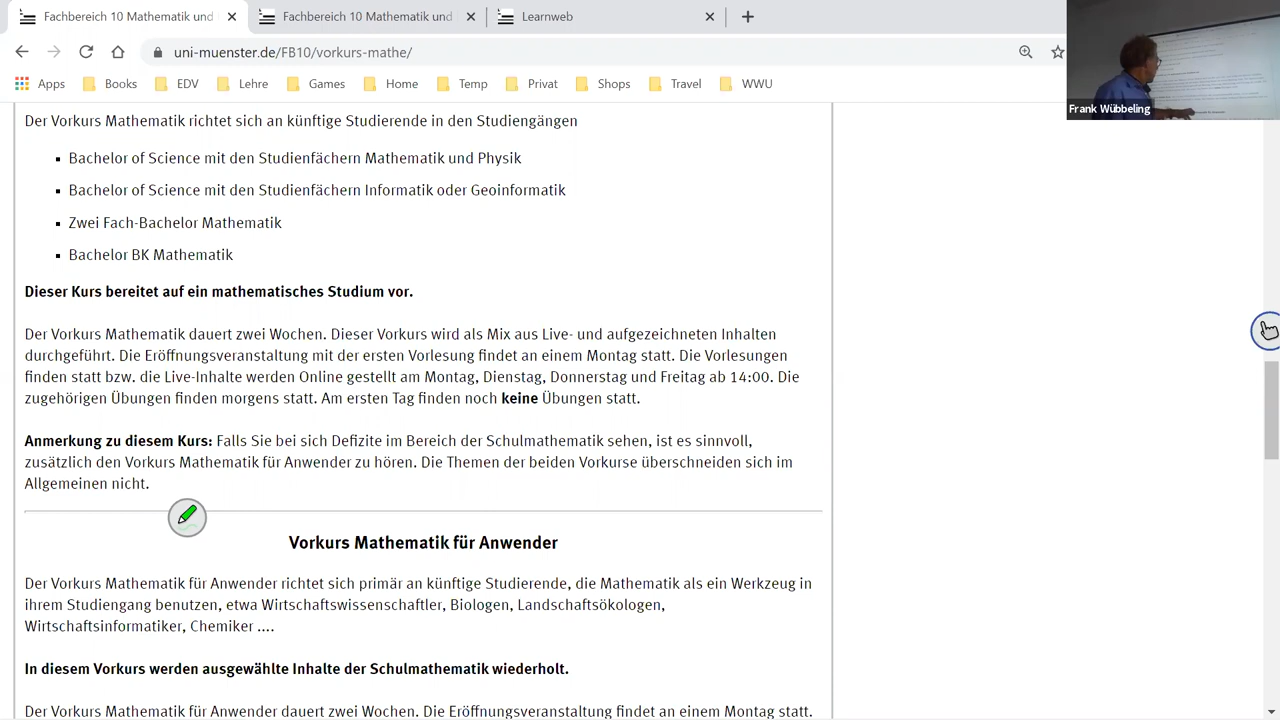 Fachbereich 10 Mathematik und
Fachbereich 10 Mathematik und
Learnweb
uni-muenster.de/FB10/vorkurs-mathe/
Apps
Books
EDV
Lehre
Games
Home
Privat
Shops
Travel
WWU
Frank Wübbeling
Der Vorkurs Mathematik richtet sich an künftige Studierende in den Studiengängen
▪ Bachelor of Science mit den Studienfächern Mathematik und Physik
▪ Bachelor of Science mit den Studienfächern Informatik oder Geoinformatik
▪ Zwei Fach-Bachelor Mathematik
▪ Bachelor BK Mathematik
Dieser Kurs bereitet auf ein mathematisches Studium vor.
Der Vorkurs Mathematik dauert zwei Wochen. Dieser Vorkurs wird als Mix aus Live- und aufgezeichneten Inhalten
durchgeführt. Die Eröffnungsveranstaltung mit der ersten Vorlesung findet an einem Montag statt. Die Vorlesungen
finden statt bzw. die Live-Inhalte werden Online gestellt am Montag, Dienstag, Donnerstag und Freitag ab 14:00. Die
zugehörigen Übungen finden morgens statt. Am ersten Tag finden noch keine Übungen statt.
Anmerkung zu diesem Kurs: Falls Sie bei sich Defizite im Bereich der Schulmathematik sehen, ist es sinnvoll,
zusätzlich den Vorkurs Mathematik für Anwender zu hören. Die Themen der beiden Vorkurse überschneiden sich im
Allgemeinen nicht.
Vorkurs Mathematik für Anwender
Der Vorkurs Mathematik für Anwender richtet sich primär an künftige Studierende, die Mathematik als ein Werkzeug in
ihrem Studiengang benutzen, etwa Wirtschaftswissenschaftler, Biologen, Landschaftsökologen,
Wirtschaftsinformatiker, Chemiker ....
In diesem Vorkurs werden ausgewählte Inhalte der Schulmathematik wiederholt.
Der Vorkurs Mathematik für Anwender dauert zwei Wochen. Die Eröffnungsveranstaltung findet an einem Montag statt.